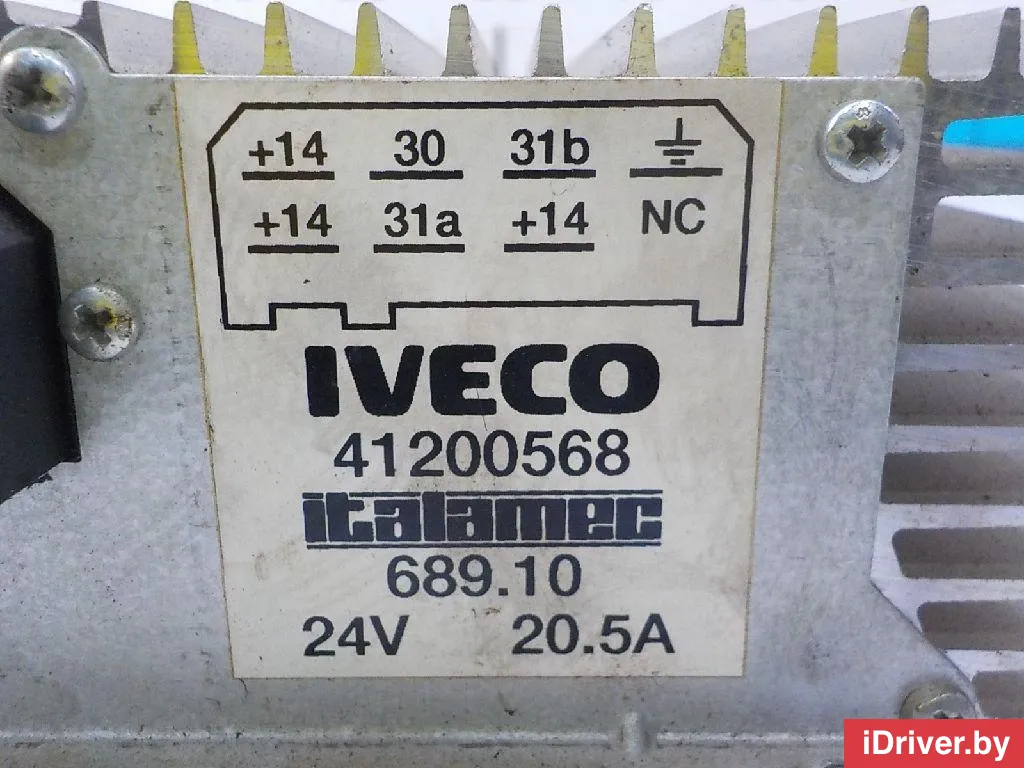 +14 30 31b
+14 31a +14 NC
IVECO
41200568
italamec
689.10
24V 20.5A
iDriver.by